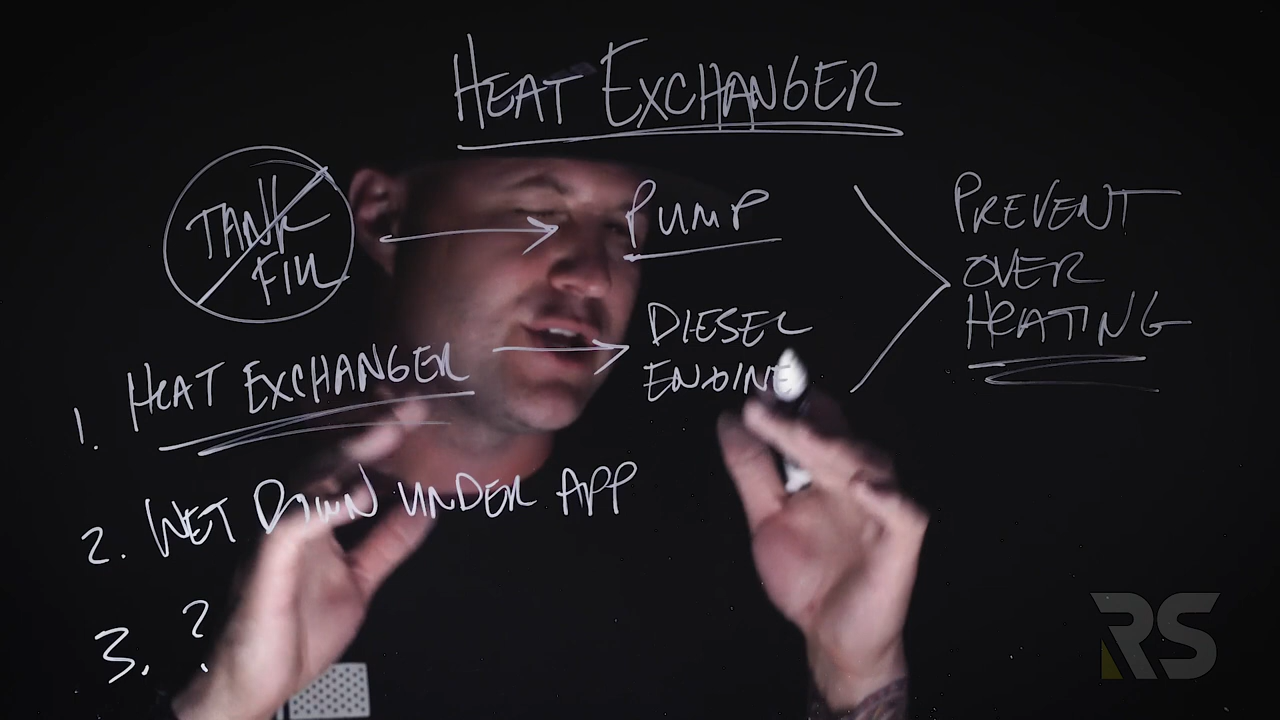 HEAT EXCHANGER
TANK FILL
PUMP
PREVENT
OVER
HEATING
1. HEAT EXCHANGER
DIESEL
ENGINE
2. WET DOWN UNDER APP
3. ?
RS